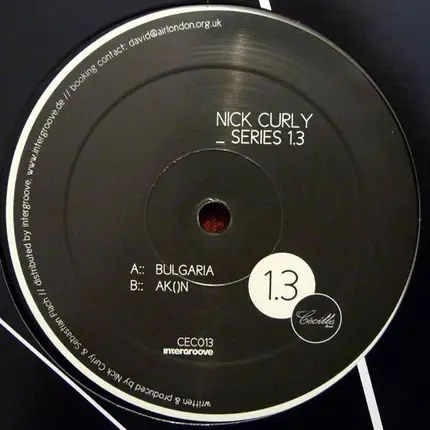 NICK CURLY
_ SERIES 1.3
A:: BULGARIA
B:: AK()N
1.3
Cécille
CEC013
intergroove
written & produced by Nick Curly & Sebastian Flach // distributed by intergroove. www.intergroove.de // booking contact: david@airlondon.org.uk